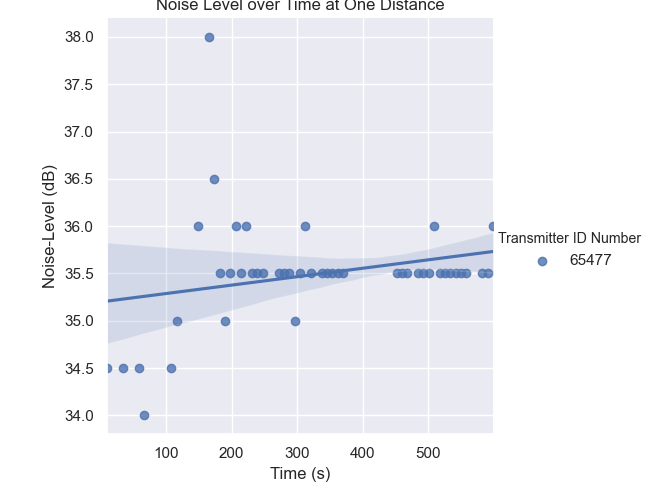 Noise Level over Time at One Distance
38.0
37.5
37.0
36.5
36.0
35.5
35.0
34.5
34.0
Noise-Level (dB)
100 200 300 400 500
Time (s)
Transmitter ID Number
65477